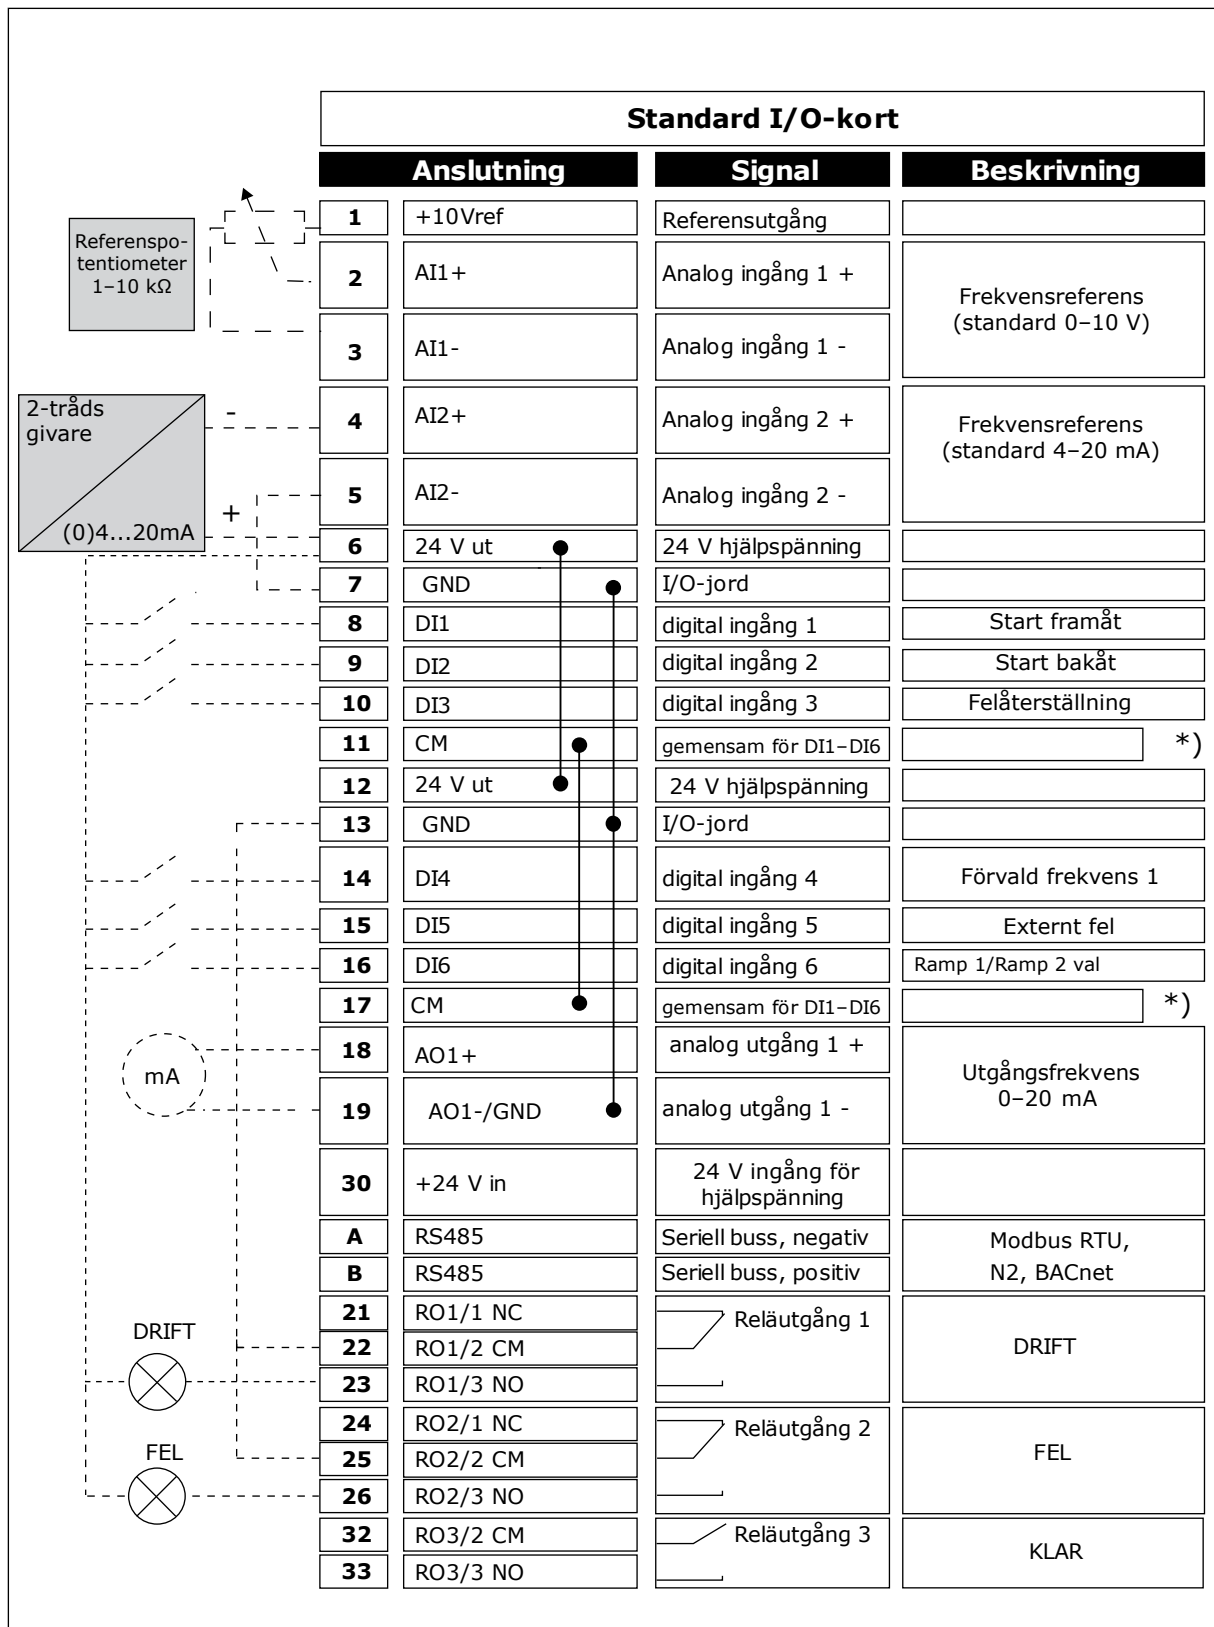 Standard I/O-kort
Anslutning Signal Beskrivning
Referenspo-
tentiometer
1–10 kΩ
1 +10Vref Referensutgång
2 AI1+ Analog ingång 1 +
Frekvensreferens
(standard 0–10 V)
3 AI1- Analog ingång 1 -
2-tråds
givare
-
+
(0)4...20mA
4 AI2+ Analog ingång 2 +
Frekvensreferens
(standard 4–20 mA)
5 AI2- Analog ingång 2 -
6 24 V ut 24 V hjälpspänning
7 GND I/O-jord
8 DI1 digital ingång 1 Start framåt
9 DI2 digital ingång 2 Start bakåt
10 DI3 digital ingång 3 Felåterställning
11 CM gemensam för DI1–DI6 *)
12 24 V ut 24 V hjälpspänning
13 GND I/O-jord
14 DI4 digital ingång 4 Förvald frekvens 1
15 DI5 digital ingång 5 Externt fel
16 DI6 digital ingång 6 Ramp 1/Ramp 2 val
17 CM gemensam för DI1–DI6 *)
mA
18 AO1+ analog utgång 1 +
Utgångsfrekvens
0–20 mA
19 AO1-/GND analog utgång 1 -
30 +24 V in 24 V ingång för
hjälpspänning
A RS485 Seriell buss, negativ
Modbus RTU,
N2, BACnet
B RS485 Seriell buss, positiv
21 RO1/1 NC Reläutgång 1
DRIFT
22 RO1/2 CM DRIFT
23 RO1/3 NO
24 RO2/1 NC Reläutgång 2
FEL
25 RO2/2 CM FEL
26 RO2/3 NO
32 RO3/2 CM Reläutgång 3
KLAR
33 RO3/3 NO